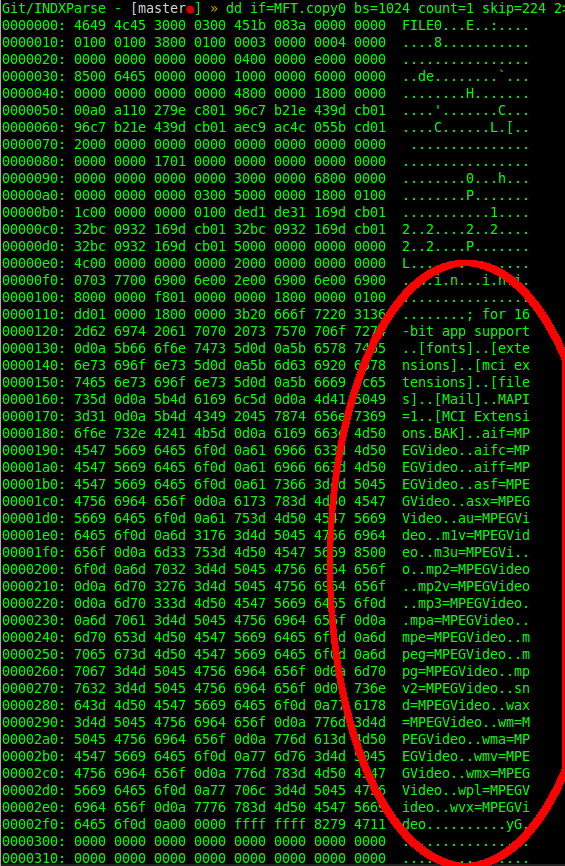 Git/INDXParse - [master●] » dd if=MFT.copy0 bs=1024 count=1 skip=224 2>
0000000: 4649 4c45 3000 0300 451b 083a 0000 0000  FILE0...E..:....
0000010: 0100 0100 3800 0100 0003 0000 0004 0000  ....8...........
0000020: 0000 0000 0000 0000 0400 0000 e000 0000  ................
0000030: 8500 6465 0000 0000 1000 0000 6000 0000  ..de........`...
0000040: 0000 0000 0000 0000 4800 0000 1800 0000  ........H.......
0000050: 00a0 a110 279e c801 96c7 b21e 439d cb01  ....'.......C...
0000060: 96c7 b21e 439d cb01 aec9 ac4c 055b cd01  ....C......L.[..
0000070: 2000 0000 0000 0000 0000 0000 0000 0000   ...............
0000080: 0000 0000 1701 0000 0000 0000 0000 0000  ................
0000090: 0000 0000 0000 0000 3000 0000 6800 0000  ........0...h...
00000a0: 0000 0000 0000 0300 5000 0000 1800 0100  ........P.......
00000b0: 1c00 0000 0000 0100 ded1 de31 169d cb01  ...........1....
00000c0: 32bc 0932 169d cb01 32bc 0932 169d cb01  2..2....2..2....
00000d0: 32bc 0932 169d cb01 5000 0000 0000 0000  2..2....P.......
00000e0: 4c00 0000 0000 0000 2000 0000 0000 0000  L....... .......
00000f0: 0703 7700 6900 6e00 2e00 6900 6e00 6900  ..w.i.n...i.n.i.
0000100: 8000 0000 f801 0000 0000 1800 0000 0100  ................
0000110: dd01 0000 1800 0000 3b20 666f 7220 3136  ........; for 16
0000120: 2d62 6974 2061 7070 2073 7570 706f 7274  -bit app support
0000130: 0d0a 5b66 6f6e 7473 5d0d 0a5b 6578 7465  ..[fonts]..[exte
0000140: 6e73 696f 6e73 5d0d 0a5b 6d63 6920 6578  nsions]..[mci ex
0000150: 7465 6e73 696f 6e73 5d0d 0a5b 6669 6c65  tensions]..[file
0000160: 735d 0d0a 5b4d 6169 6c5d 0d0a 4d41 5049  s]..[Mail]..MAPI
0000170: 3d31 0d0a 5b4d 4349 2045 7874 656e 7369  =1..[MCI Extensi
0000180: 6f6e 732e 4241 4b5d 0d0a 6169 663d 4d50  ons.BAK]..aif=MP
0000190: 4547 5669 6465 6f0d 0a61 6966 633d 4d50  EGVideo..aifc=MP
00001a0: 4547 5669 6465 6f0d 0a61 6966 663d 4d50  EGVideo..aiff=MP
00001b0: 4547 5669 6465 6f0d 0a61 7366 3d4d 5045  EGVideo..asf=MPE
00001c0: 4756 6964 656f 0d0a 6173 783d 4d50 4547  GVideo..asx=MPEG
00001d0: 5669 6465 6f0d 0a61 753d 4d50 4547 5669  Video..au=MPEGVi
00001e0: 6465 6f0d 0a6d 3176 3d4d 5045 4756 6964  deo..m1v=MPEGVid
00001f0: 656f 0d0a 6d33 753d 4d50 4547 5669 8500  eo..m3u=MPEGVi..
0000200: 6f0d 0a6d 7032 3d4d 5045 4756 6964 656f  o..mp2=MPEGVideo
0000210: 0d0a 6d70 3276 3d4d 5045 4756 6964 656f  ..mp2v=MPEGVideo
0000220: 0d0a 6d70 333d 4d50 4547 5669 6465 6f0d  ..mp3=MPEGVideo.
0000230: 0a6d 7061 3d4d 5045 4756 6964 656f 0d0a  .mpa=MPEGVideo..
0000240: 6d70 653d 4d50 4547 5669 6465 6f0d 0a6d  mpe=MPEGVideo..m
0000250: 7065 673d 4d50 4547 5669 6465 6f0d 0a6d  peg=MPEGVideo..m
0000260: 7067 3d4d 5045 4756 6964 656f 0d0a 6d70  pg=MPEGVideo..mp
0000270: 7632 3d4d 5045 4756 6964 656f 0d0a 736e  v2=MPEGVideo..sn
0000280: 643d 4d50 4547 5669 6465 6f0d 0a77 6178  d=MPEGVideo..wax
0000290: 3d4d 5045 4756 6964 656f 0d0a 776d 3d4d  =MPEGVideo..wm=M
00002a0: 5045 4756 6964 656f 0d0a 776d 613d 4d50  PEGVideo..wma=MP
00002b0: 4547 5669 6465 6f0d 0a77 6d76 3d4d 5045  EGVideo..wmv=MPE
00002c0: 4756 6964 656f 0d0a 776d 783d 4d50 4547  GVideo..wmx=MPEG
00002d0: 5669 6465 6f0d 0a77 706c 3d4d 5045 4756  Video..wpl=MPEGV
00002e0: 6964 656f 0d0a 7776 783d 4d50 4547 5669  ideo..wvx=MPEGVi
00002f0: 6465 6f0d 0a00 0000 ffff ffff 8279 4711  deo..........yG.
0000300: 0000 0000 0000 0000 0000 0000 0000 0000  ................
0000310: 0000 0000 0000 0000 0000 0000 0000 0000  ................